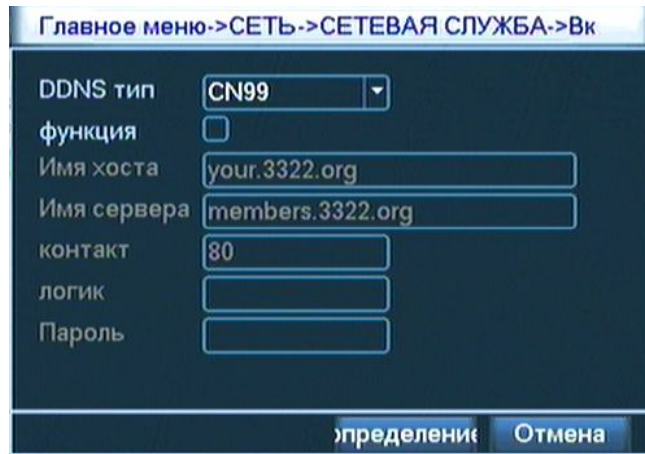 Главное меню->СЕТЬ->СЕТЕВАЯ СЛУЖБА->Вк
DDNS тип CN99
функция
Имя хоста your.3322.org
Имя сервера members.3322.org
контакт 80
логик
Пароль
определение Отмена